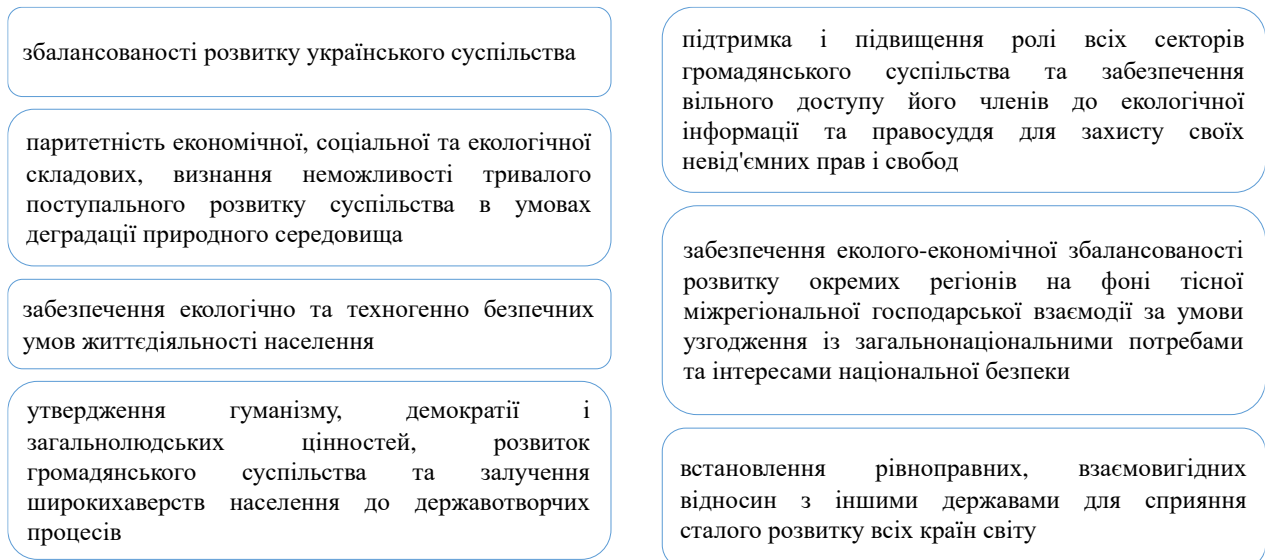 збалансованості розвитку українського суспільства
паритетність економічної, соціальної та екологічної
складових, визнання неможливості тривалого
поступального розвитку суспільства в умовах
деградації природного середовища
забезпечення екологічно та техногенно безпечних
умов життєдіяльності населення
утвердження гуманізму, демократії і
загальнолюдських цінностей, розвиток
громадянського суспільства та залучення
широкихаверств населення до державотворчих
процесів
підтримка і підвищення ролі всіх секторів
громадянського суспільства та забезпечення
вільного доступу його членів до екологічної
інформації та правосуддя для захисту своїх
невід'ємних прав і свобод
забезпечення еколого-економічної збалансованості
розвитку окремих регіонів на фоні тісної
міжрегіональної господарської взаємодії за умови
узгодження із загальнонаціональними потребами
та інтересами національної безпеки
встановлення рівноправних, взаємовигідних
відносин з іншими державами для сприяння
сталого розвитку всіх країн світу